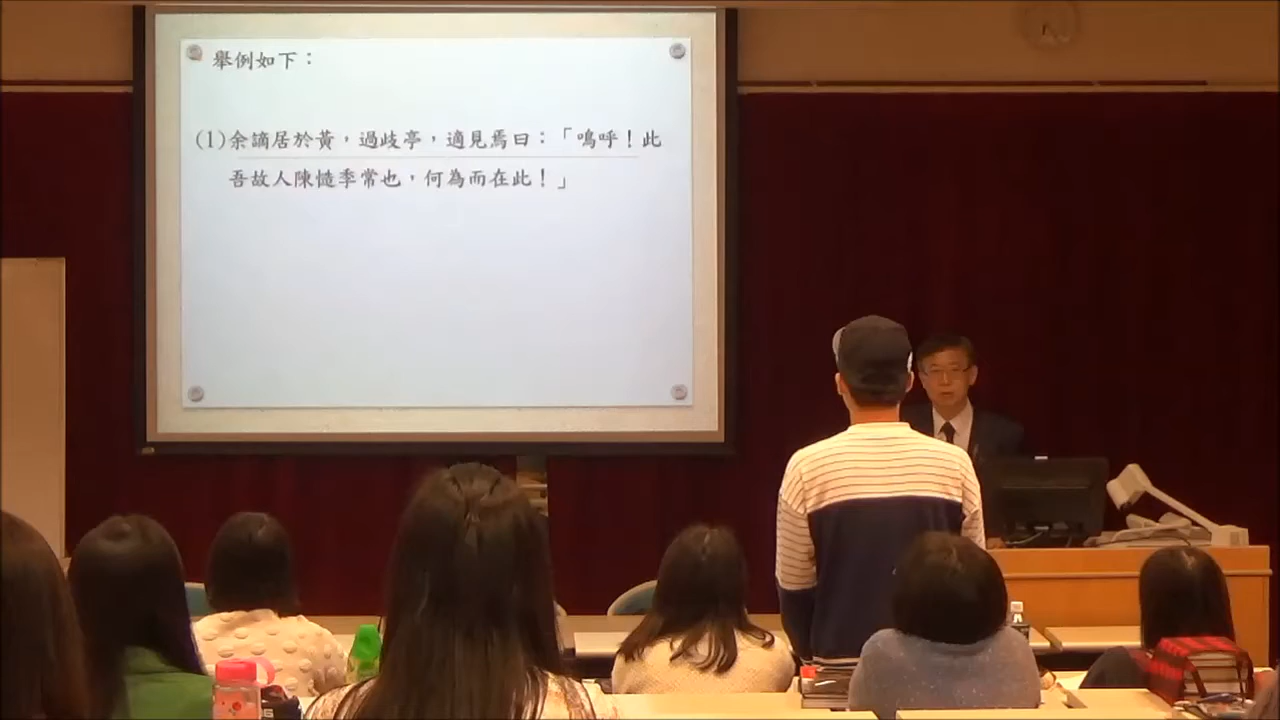 舉例如下：
(1)余謫居於黃，過歧亭，適見焉曰：「嗚呼！此
吾故人陳慥季常也，何為而在此！」